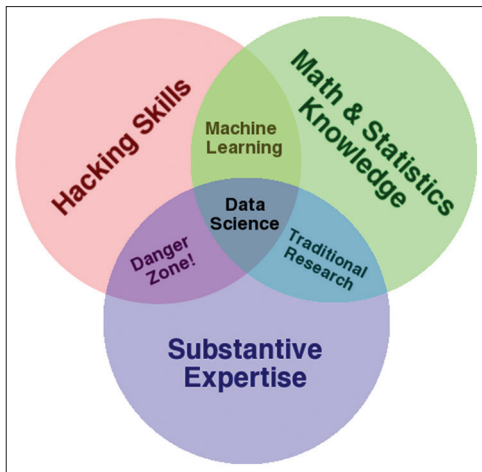 Hacking Skills
Math & Statistics
Knowledge
Machine
Learning
Data
Science
Danger
Zone!
Traditional
Research
Substantive
Expertise